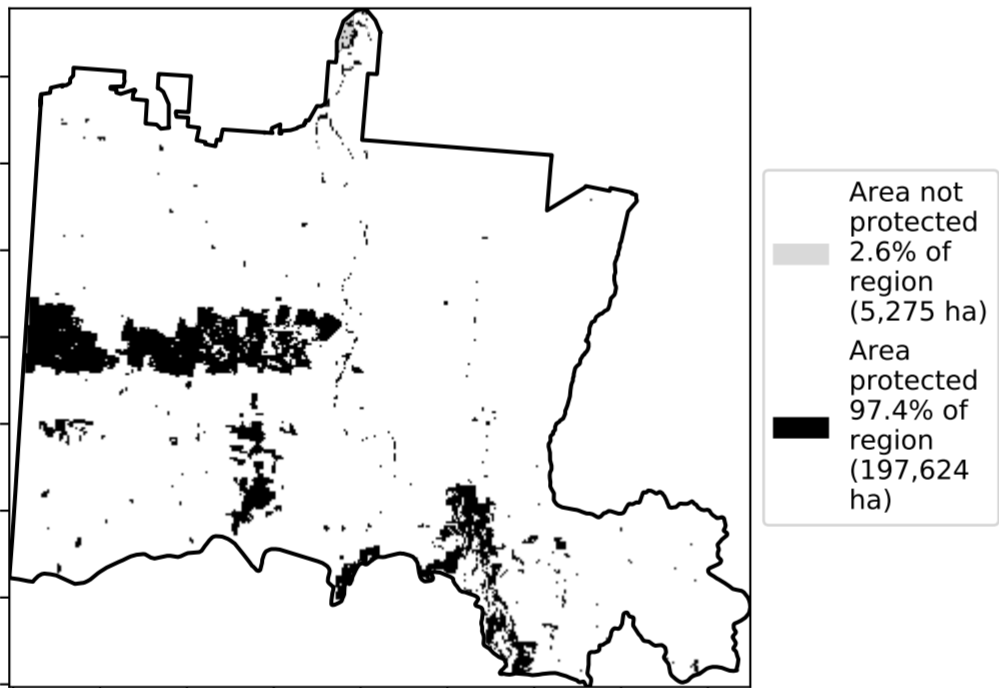 Area not
protected
2.6% of
region
(5,275 ha)
Area
protected
97.4% of
region
(197,624
ha)